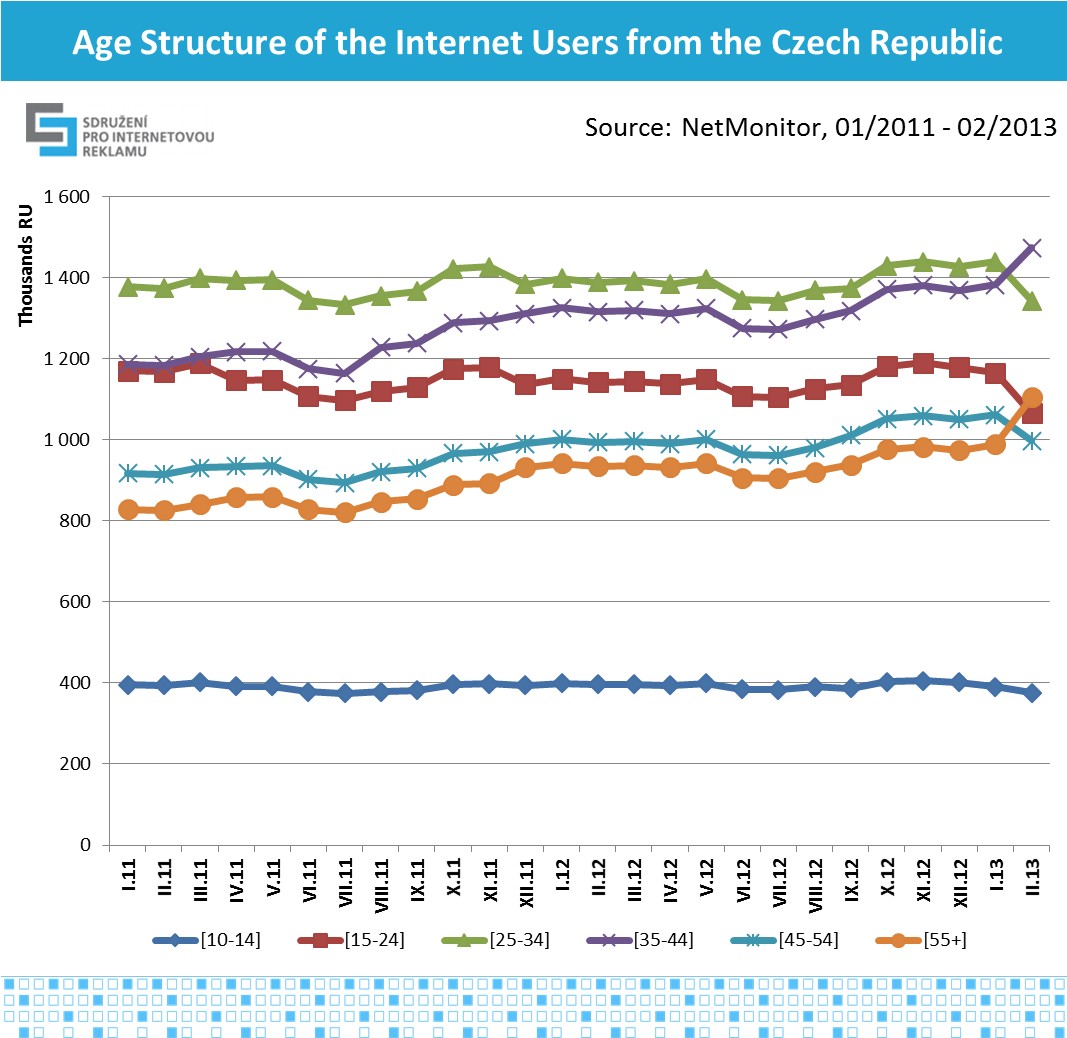 Age Structure of the Internet Users from the Czech Republic
SDRUŽENÍ
PRO INTERNETOVOU
REKLAMU
Source: NetMonitor, 01/2011 - 02/2013
Thousands RU
1 600
1 400
1 200
1 000
800
600
400
200
0
I.11
II.11
III.11
IV.11
V.11
VI.11
VII.11
VIII.11
IX.11
X.11
XI.11
XII.11
I.12
II.12
III.12
IV.12
V.12
VI.12
VII.12
VIII.12
IX.12
X.12
XI.12
XII.12
I.13
II.13
[10-14] [15-24] [25-34] [35-44] [45-54] [55+]